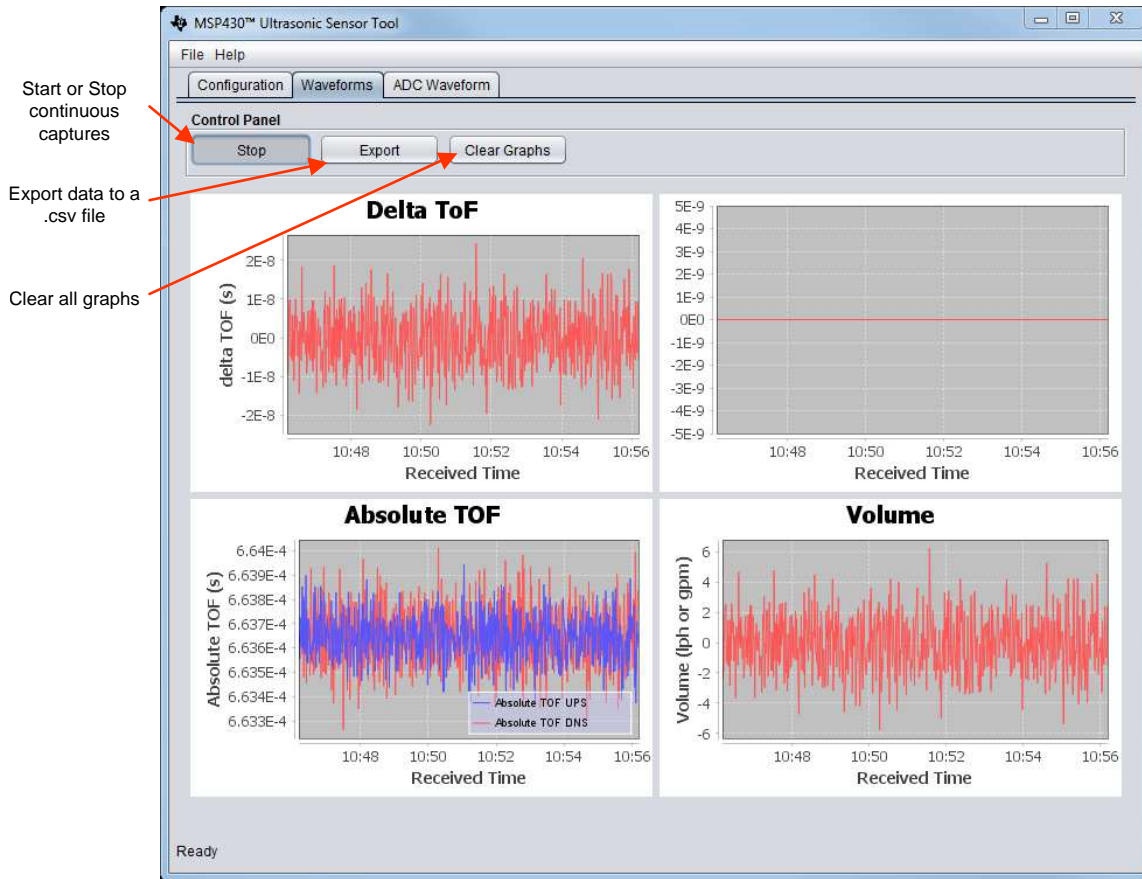 MSP430™ Ultrasonic Sensor Tool
File Help
Configuration Waveforms ADC Waveform
Control Panel
Stop Export Clear Graphs
Start or Stop
continuous
captures
Export data to a
.csv file
Clear all graphs
Delta ToF
delta TOF (s)
2E-8
1E-8
0E0
-1E-8
-2E-8
10:48 10:50 10:52 10:54 10:56
Received Time
5E-9
4E-9
3E-9
2E-9
1E-9
0E0
-1E-9
-2E-9
-3E-9
-4E-9
-5E-9
10:48 10:50 10:52 10:54 10:56
Received Time
Absolute TOF
Absolute TOF (s)
6.64E-4
6.639E-4
6.638E-4
6.637E-4
6.636E-4
6.635E-4
6.634E-4
6.633E-4
Absolute TOF UPS
Absolute TOF DNS
10:48 10:50 10:52 10:54 10:56
Received Time
Volume
Volume (lph or gpm)
6
4
2
0
-2
-4
-6
10:48 10:50 10:52 10:54 10:56
Received Time
Ready